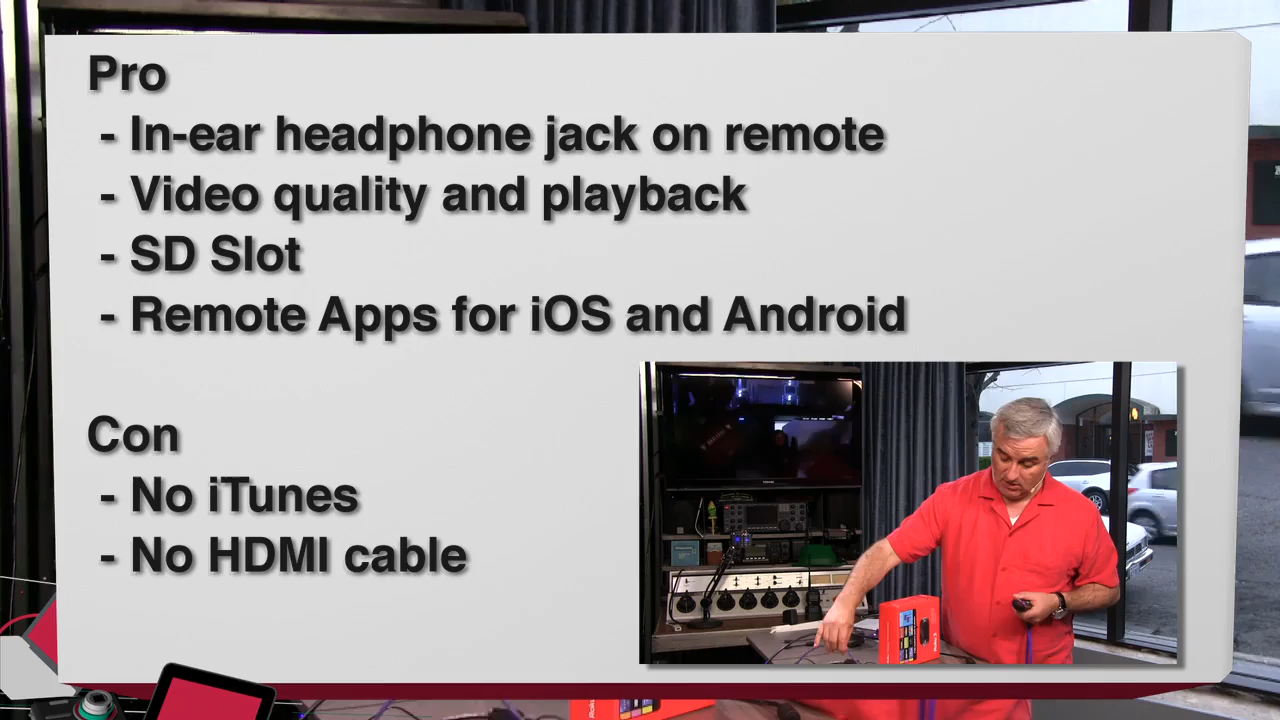 Pro
- In-ear headphone jack on remote
- Video quality and playback
- SD Slot
- Remote Apps for iOS and Android
Con
- No iTunes
- No HDMI cable